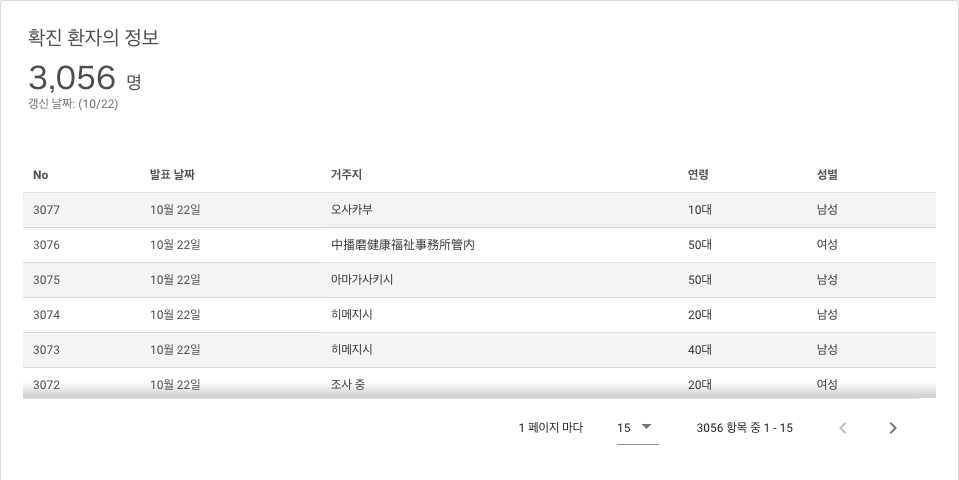 확진 환자의 정보
3,056 명
갱신 날짜: (10/22)
No 발표 날짜 거주지 연령 성별
3077 10월 22일 오사카부 10대 남성
3076 10월 22일 中播磨健康福祉事務所管内 50대 여성
3075 10월 22일 아마가사키시 50대 남성
3074 10월 22일 히메지시 20대 남성
3073 10월 22일 히메지시 40대 남성
3072 10월 22일 조사 중 20대 여성
1 페이지 마다 15 3056 항목 중 1 - 15